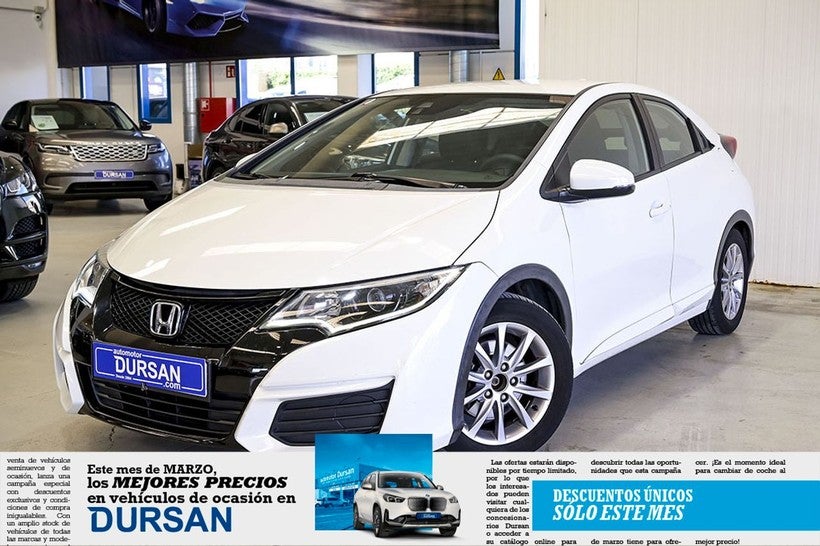 DURSAN
automotor
DURSAN
.com
Desde 1986
venta de vehículos
seminuevos y de
ocasión, lanza una
campaña especial
con descuentos
exclusivos y condi-
ciones de compra
inigualables. Con
un amplio stock de
vehículos de todas
las marcas y mode-
Este mes de MARZO,
los MEJORES PRECIOS
en vehículos de ocasión en
DURSAN
automotor Dursan
Las ofertas estarán dispo-
nibles por tiempo limitado,
por lo que
los interesa-
dos pueden
visitar cual-
quiera de los
concesiona-
rios Dursan
o acceder a
su catálogo online para
descubrir todas las oportu-
nidades que esta campaña
de marzo tiene para ofre-
cer. ¡Es el momento ideal
para cambiar de coche al
mejor precio!
DESCUENTOS ÚNICOS
SÓLO ESTE MES